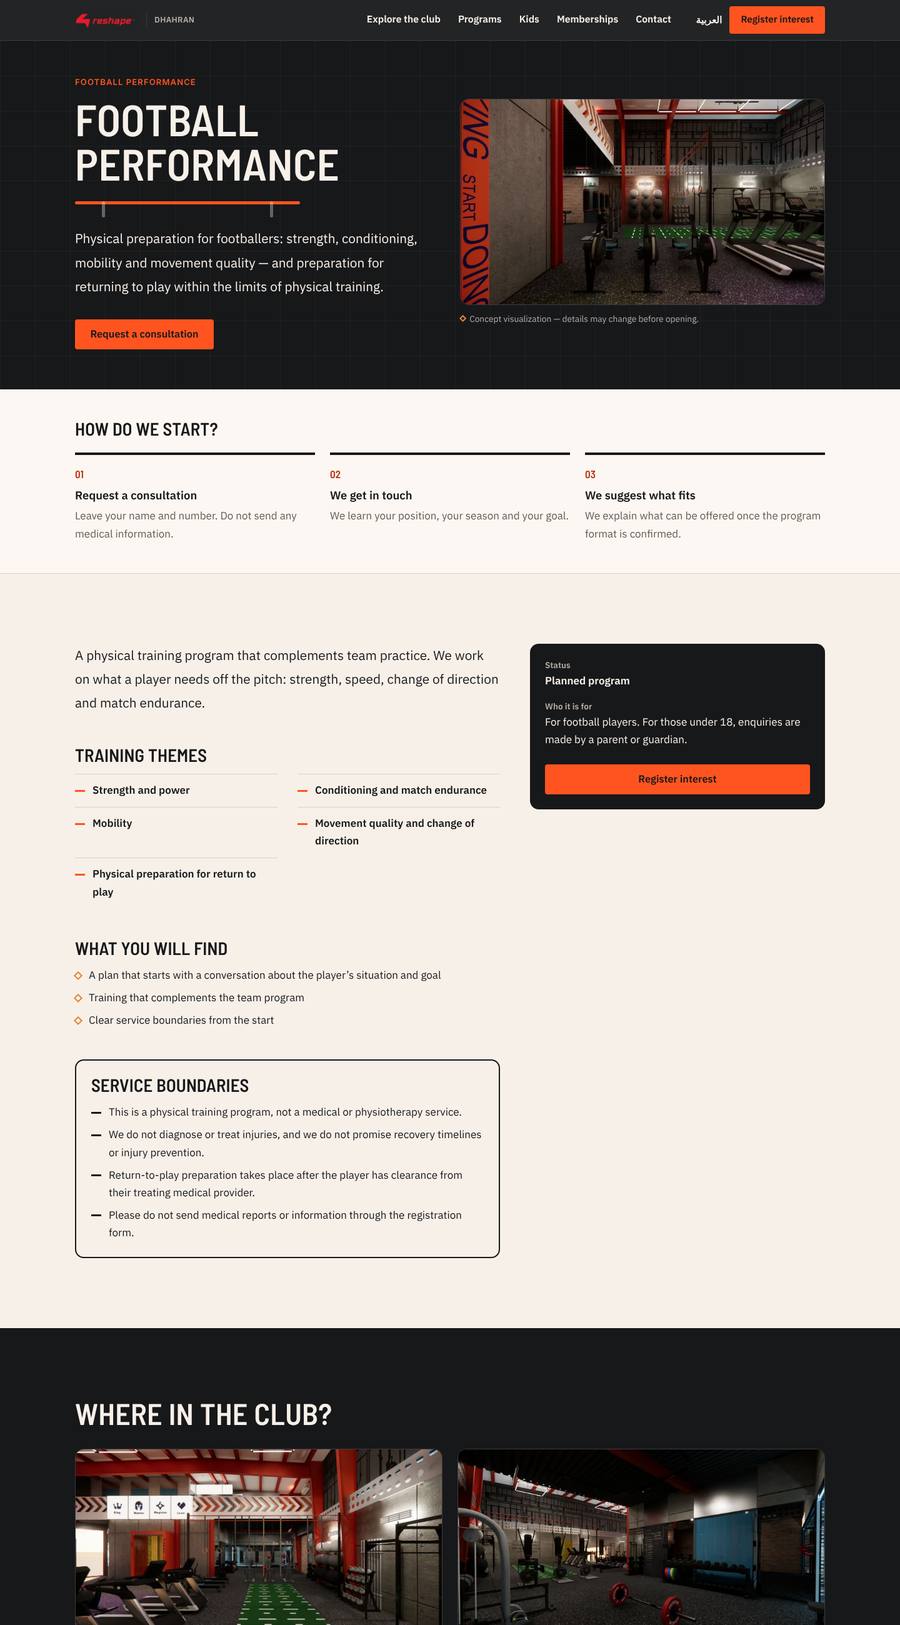 reshape
DHAHRAN
Explore the club
Programs
Kids
Memberships
Contact
العربية
Register interest
FOOTBALL PERFORMANCE
FOOTBALL
PERFORMANCE
Physical preparation for footballers: strength, conditioning,
mobility and movement quality — and preparation for
returning to play within the limits of physical training.
Request a consultation
START
DOIN
Concept visualization — details may change before opening.
HOW DO WE START?
01
Request a consultation
Leave your name and number. Do not send any
medical information.
02
We get in touch
We learn your position, your season and your goal.
03
We suggest what fits
We explain what can be offered once the program
format is confirmed.
A physical training program that complements team practice. We work
on what a player needs off the pitch: strength, speed, change of direction
and match endurance.
TRAINING THEMES
Strength and power
Conditioning and match endurance
Mobility
Movement quality and change of
direction
Physical preparation for return to
play
WHAT YOU WILL FIND
A plan that starts with a conversation about the player’s situation and goal
Training that complements the team program
Clear service boundaries from the start
SERVICE BOUNDARIES
This is a physical training program, not a medical or physiotherapy service.
We do not diagnose or treat injuries, and we do not promise recovery timelines
or injury prevention.
Return-to-play preparation takes place after the player has clearance from
their treating medical provider.
Please do not send medical reports or information through the registration
form.
Status
Planned program
Who it is for
For football players. For those under 18, enquiries are
made by a parent or guardian.
Register interest
WHERE IN THE CLUB?